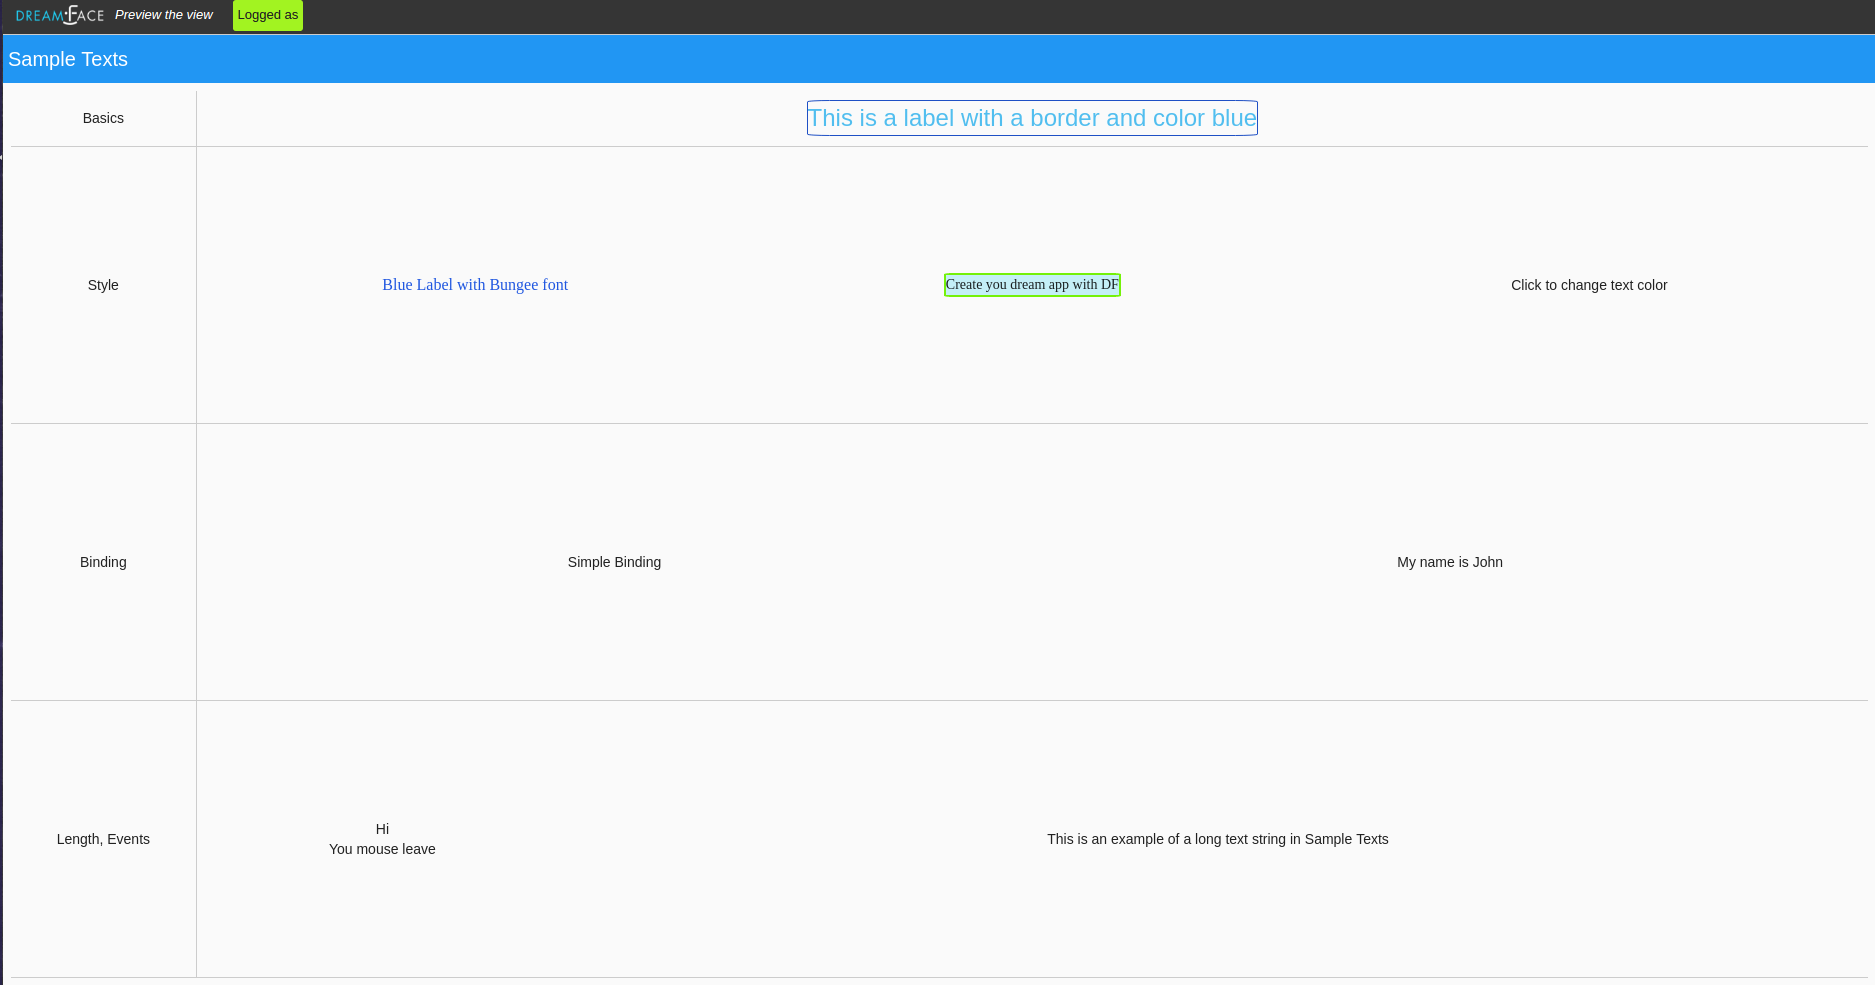 DREAMFACE Preview the view Logged as
Sample Texts
Basics This is a label with a border and color blue
Style Blue Label with Bungee font Create you dream app with DF Click to change text color
Binding Simple Binding My name is John
Length, Events Hi
You mouse leave
This is an example of a long text string in Sample Texts